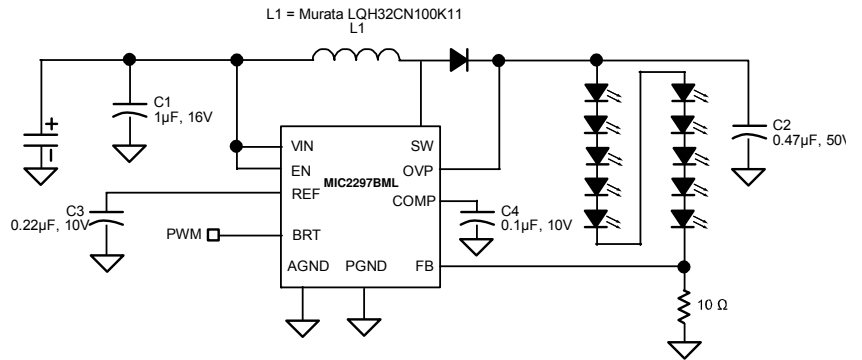 L1 = Murata LQH32CN100K11
L1
C1
1µF, 16V
+
-
VIN
SW
EN
OVP
MIC2297BML
REF
COMP
C2
0.47µF, 50V
C3
0.22µF, 10V
C4
0.1µF, 10V
PWM
BRT
AGND
PGND
FB
10 Ω